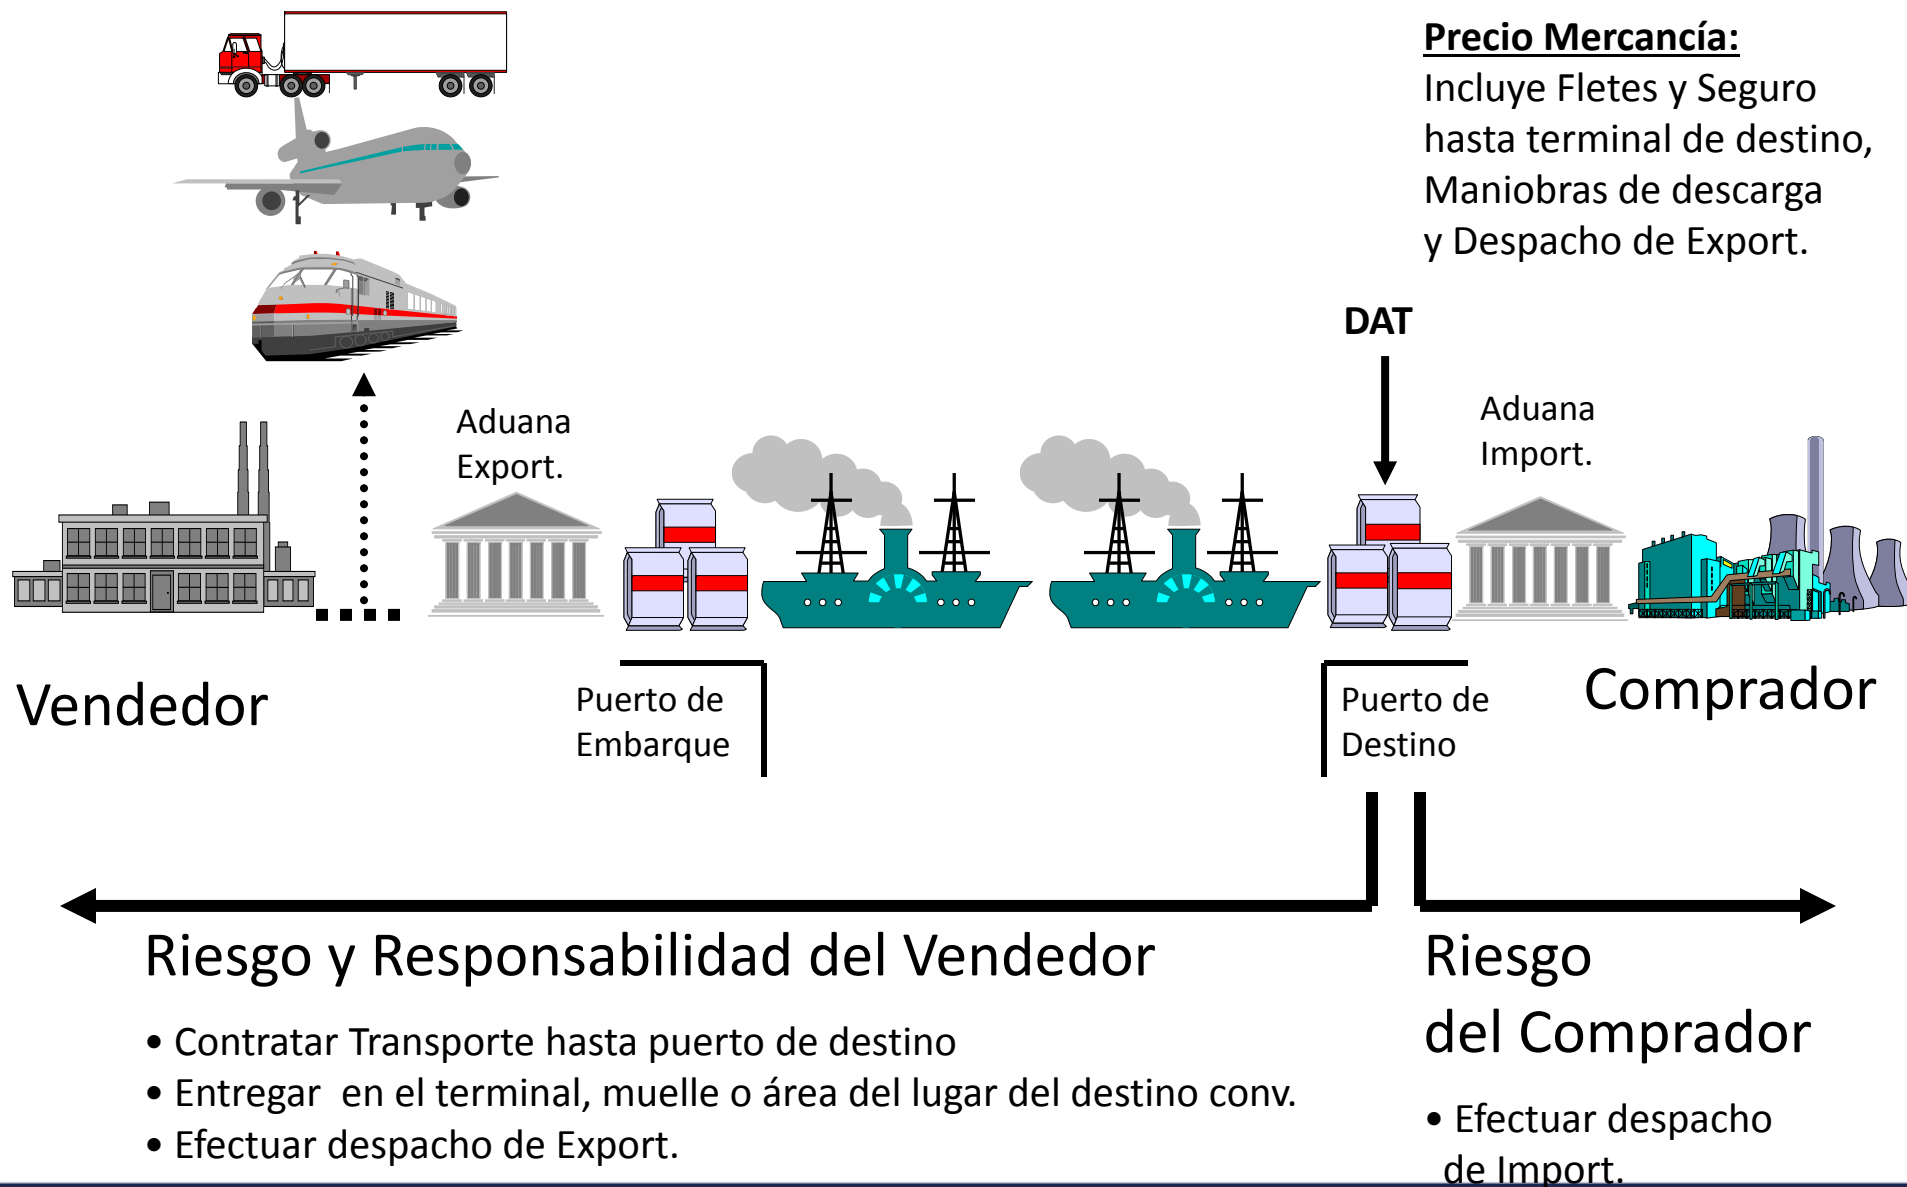 Precio Mercancía:
Incluye Fletes y Seguro
hasta terminal de destino,
Maniobras de descarga
y Despacho de Export.
DAT
Aduana
Export.
Aduana
Import.
Vendedor
Puerto de
Embarque
Puerto de
Destino
Comprador
Riesgo y Responsabilidad del Vendedor
• Contratar Transporte hasta puerto de destino
• Entregar  en el terminal, muelle o área del lugar del destino conv.
• Efectuar despacho de Export.
Riesgo
del Comprador
• Efectuar despacho
de Import.